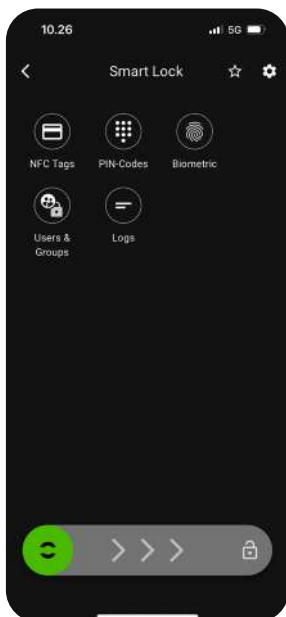 10.26 5G
Smart Lock
NFC Tags PIN-Codes Biometric
Users &
Groups
Logs